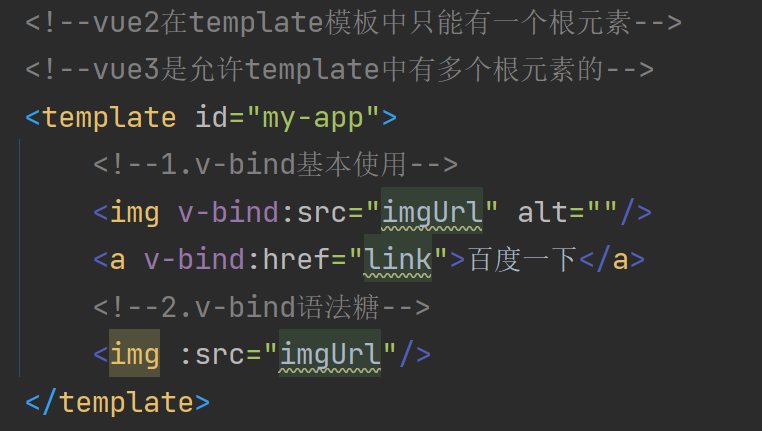 <!--vue2在template模板中只能有一个根元素-->
<!--vue3是允许template中有多个根元素的-->
<template id="my-app">
<!--1.v-bind基本使用-->
<img v-bind:src="imgUrl" alt=""/>
<a v-bind:href="link">百度一下</a>
<!--2.v-bind语法糖-->
<img :src="imgUrl"/>
</template>